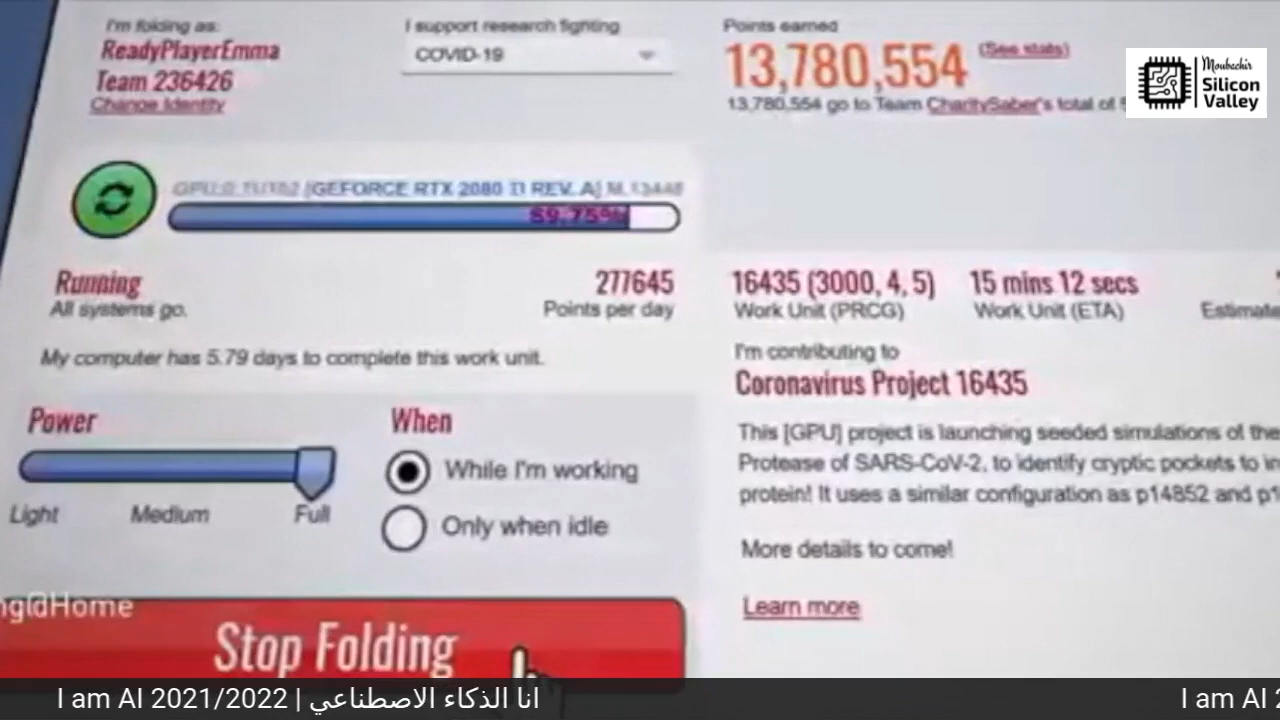 I'm folding as:
ReadyPlayerEmma
Team 236426
Change Identity
I support research fighting
COVID-19
Points earned
13,780,554 (See stats)
13,780,554 go to Team CharitySaber's total of
Moubachir
Silicon
Valley
[GEFORCE RTX 2080 TI REV. A]
Running
All systems go.
277645
Points per day
My computer has 5.79 days to complete this work unit.
Power
Light Medium Full
When
While I'm working
Only when idle
16435 (3000, 4, 5)
Work Unit (PRCG)
15 mins 12 secs
Work Unit (ETA)
Estimate
I'm contributing to
Coronavirus Project 16435
This [GPU] project is launching seeded simulations of the
Protease of SARS-CoV-2, to identify cryptic pockets to
protein! It uses a similar configuration as p14852 and
More details to come!
Learn more
ng@Home
Stop Folding
I am AI 2021/2022 | انا الذكاء الاصطناعي
I am AI 2